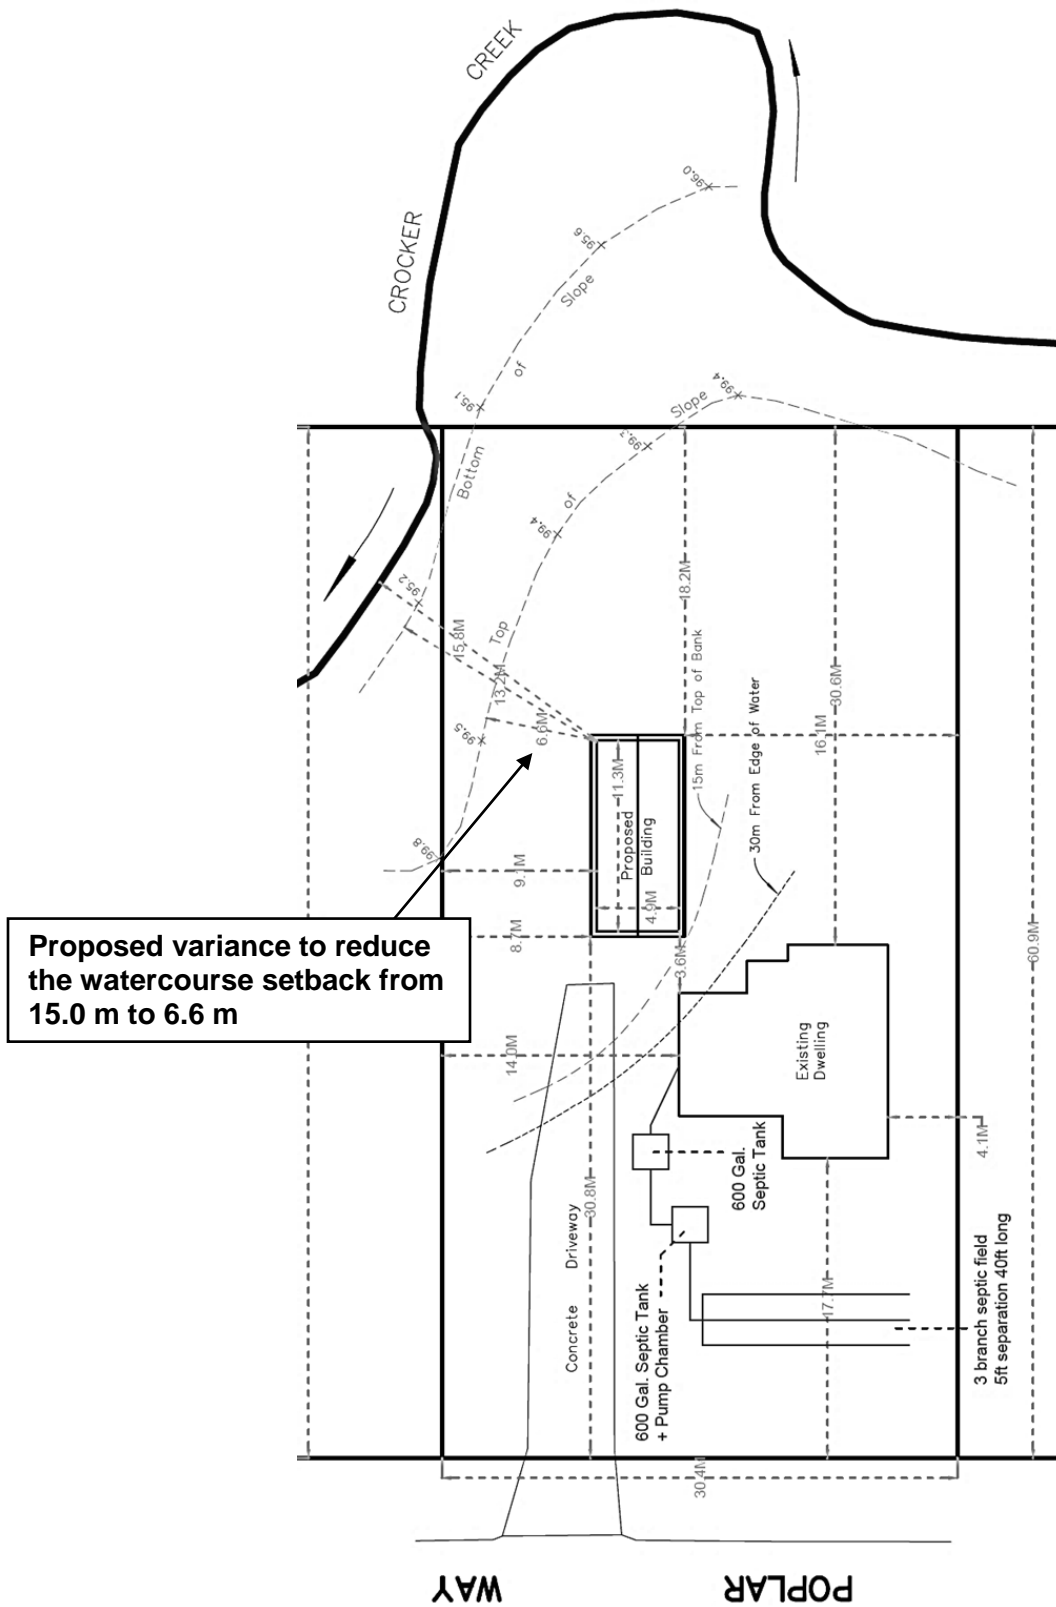 CREEK
CROCKER
96.0
95.6
Slope
of
95.1
Bottom
95.2
99.4
Slope
99.3
of
99.4
Top
99.5
99.8
18.2M
15.8M
13.2M
6.6M
30.6M
16.1M
15m From Top of Bank
30m From Edge of Water
11.3M
Proposed
Building
4.9M
9.1M
8.7M
3.6M
60.9M
Proposed variance to reduce
the watercourse setback from
15.0 m to 6.6 m
14.0M
Existing
Dwelling
4.1M
600 Gal.
Septic Tank
30.8M
Concrete Driveway
17.7M
600 Gal. Septic Tank
+ Pump Chamber
3 branch septic field
5ft separation 40ft long
30.4M
POPLAR WAY